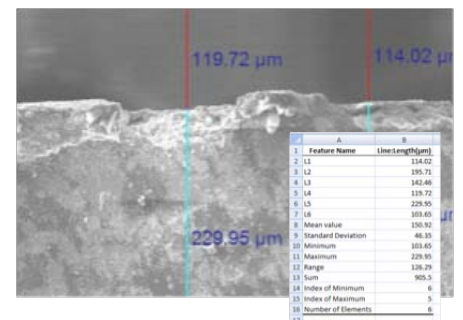 119.72 µm
114.02 µ
229.95 µm
A B
1 Feature Name Line:Length(µm)
2 L1 114.02
3 L2 195.71
4 L3 142.46
5 L4 119.72
6 L5 229.95
7 L6 103.65
8 Mean value 150.92
9 Standard Deviation 46.35
10 Minimum 103.65
11 Maximum 229.95
12 Range 126.29
13 Sum 905.5
14 Index of Minimum 6
15 Index of Maximum 5
16 Number of Elements 6